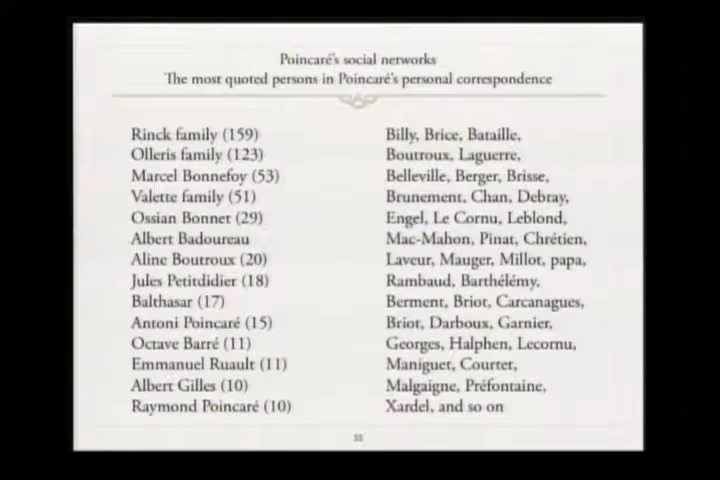 Poincaré's social networks
The most quoted persons in Poincaré's personal correspondence
Rinck family (159)
Olleris family (123)
Marcel Bonnefoy (53)
Valette family (51)
Ossian Bonnet (29)
Albert Badoureau
Aline Boutroux (20)
Jules Petitdidier (18)
Balthasar (17)
Antoni Poincaré (15)
Octave Barré (11)
Emmanuel Ruault (11)
Albert Gilles (10)
Raymond Poincaré (10)
Billy, Brice, Bataille,
Boutroux, Laguerre,
Belleville, Berger, Brisse,
Brunement, Chan, Debray,
Engel, Le Cornu, Leblond,
Mac-Mahon, Pinat, Chrétien,
Laveur, Mauger, Millot, papa,
Rambaud, Barthélémy,
Berment, Briot, Carcanagues,
Briot, Darboux, Garnier,
Georges, Halphen, Lecornu,
Maniguet, Courtet,
Malgaigne, Préfontaine,
Xardel, and so on